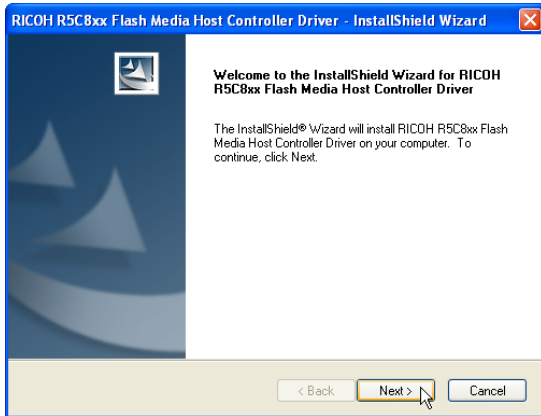 RICOH R5C8xx Flash Media Host Controller Driver - InstallShield Wizard
Welcome to the InstallShield Wizard for RICOH
R5C8xx Flash Media Host Controller Driver
The InstallShield® Wizard will install RICOH R5C8xx Flash
Media Host Controller Driver on your computer. To
continue, click Next.
< Back Next > Cancel